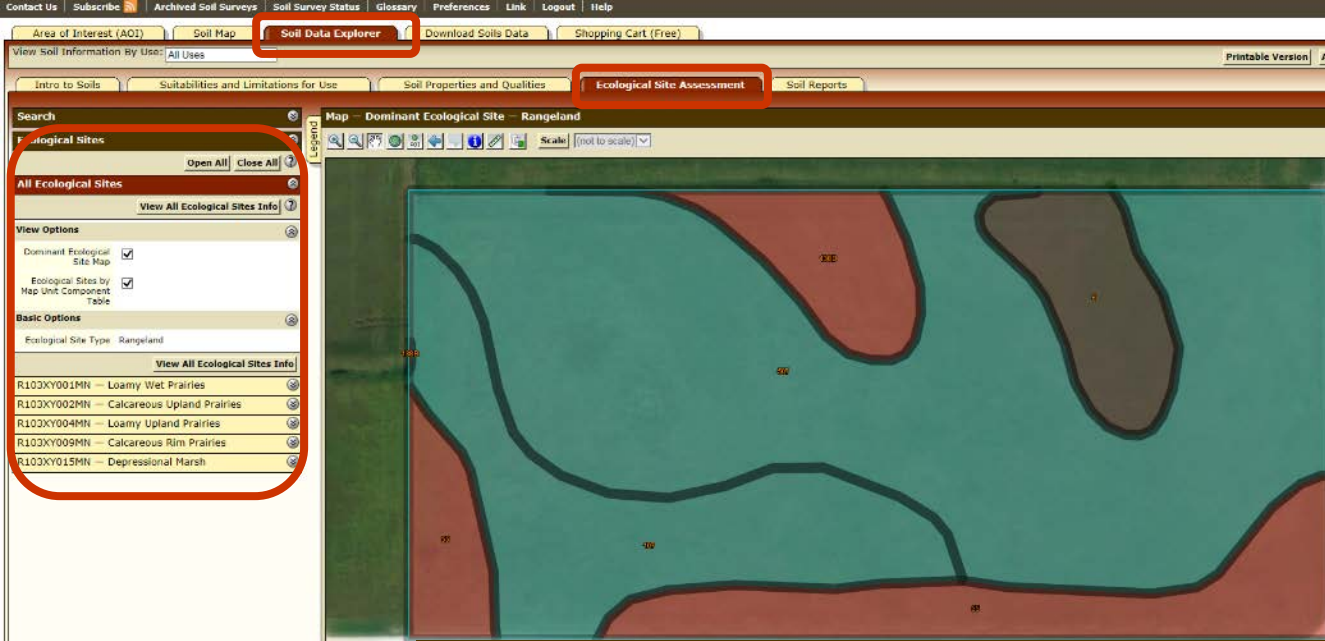 Contact Us | Subscribe | Archived Soil Surveys | Soil Survey Status | Glossary | Preferences | Link | Logout | Help
Area of Interest (AOI) Soil Map Soil Data Explorer Download Soils Data Shopping Cart (Free)
View Soil Information By Use: All Uses Printable Version
Intro to Soils Suitabilities and Limitations for Use Soil Properties and Qualities Ecological Site Assessment Soil Reports
Search
Ecological Sites
Open All Close All
All Ecological Sites
View All Ecological Sites Info
View Options
Dominant Ecological
Site Map
Ecological Sites by
Map Unit Component
Table
Basic Options
Ecological Site Type Rangeland
View All Ecological Sites Info
R103XY001MN — Loamy Wet Prairies
R103XY002MN — Calcareous Upland Prairies
R103XY004MN — Loamy Upland Prairies
R103XY009MN — Calcareous Rim Prairies
R103XY015MN — Depressional Marsh
Legend
Map — Dominant Ecological Site — Rangeland
Scale (not to scale)